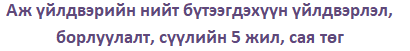 Аж үйлдвэрийн нийт бүтээгдэхүүн үйлдвэрлэл,
борлуулалт, сүүлийн 5 жил, сая төг